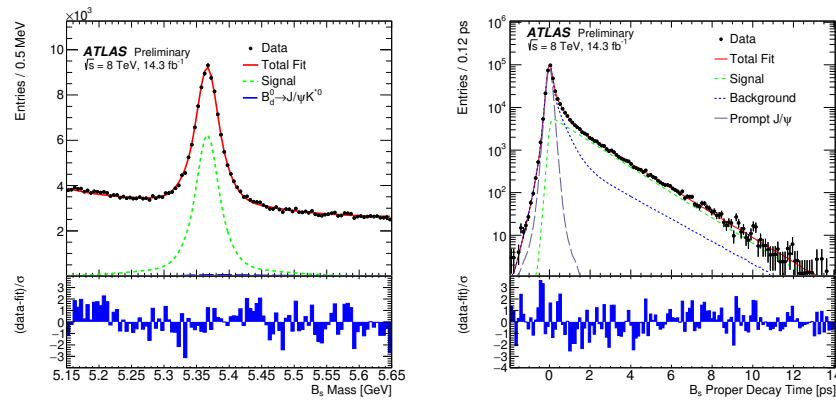 ×10³
Entries / 0.5 MeV
10
8
6
4
2
ATLAS Preliminary
√s = 8 TeV, 14.3 fb⁻¹
Data
Total Fit
Signal
B⁰d→J/ψK*⁰
(data-fit)/σ
3
2
1
0
−1
−2
−3
5.15 5.2 5.25 5.3 5.35 5.4 5.45 5.5 5.55 5.6 5.65
Bs Mass [GeV]
Entries / 0.12 ps
10⁶
10⁵
10⁴
10³
10²
10
1
ATLAS Preliminary
√s = 8 TeV, 14.3 fb⁻¹
Data
Total Fit
Signal
Background
Prompt J/ψ
(data-fit)/σ
3
2
1
0
−1
−2
−3
−4
0 2 4 6 8 10 12 14
Bs Proper Decay Time [ps]